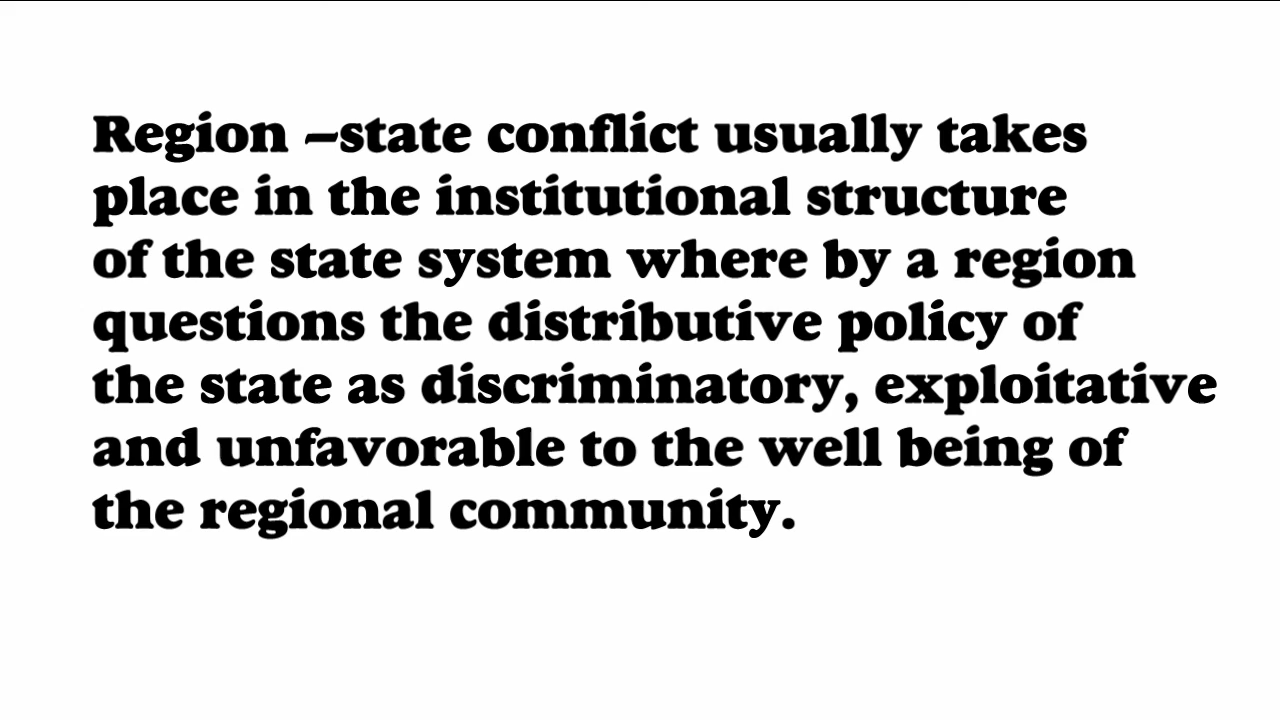 Region –state conflict usually takes
place in the institutional structure
of the state system where by a region
questions the distributive policy of
the state as discriminatory, exploitative
and unfavorable to the well being of
the regional community.